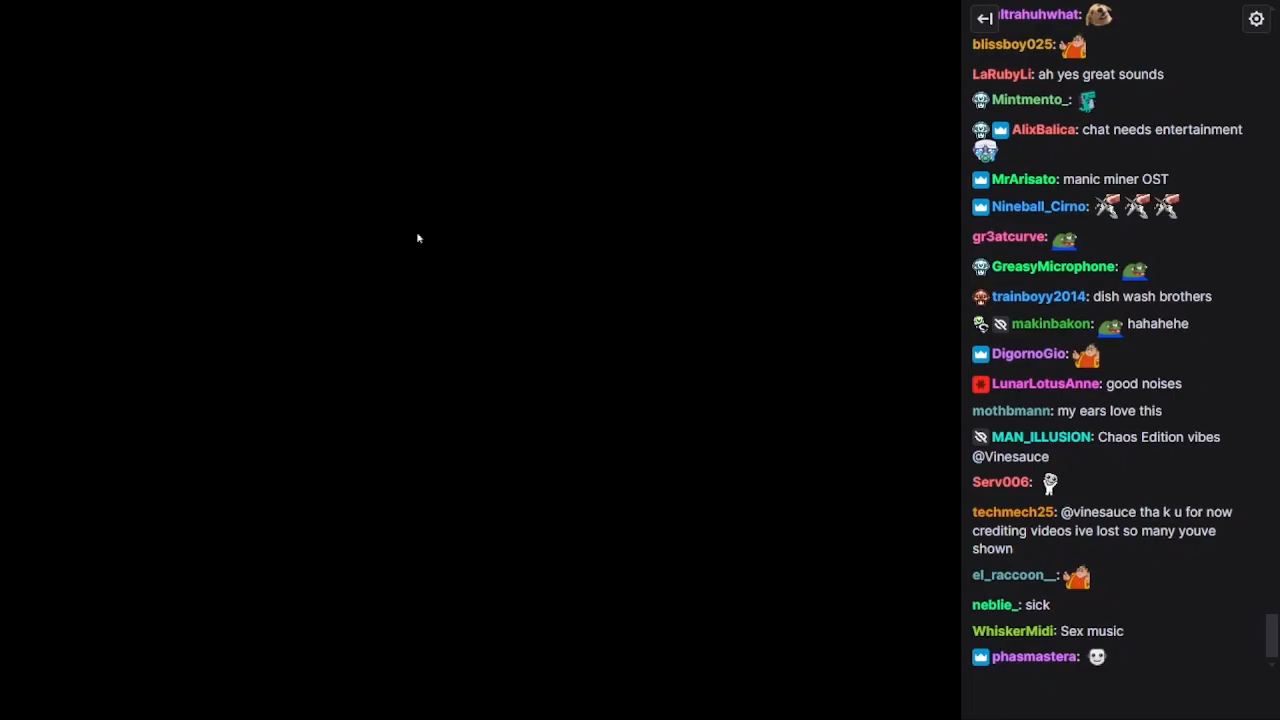 ultrahuhwhat:
blissboy025:
LaRubyLi: ah yes great sounds
Mintmento_:
AlixBalica: chat needs entertainment
MrArisato: manic miner OST
Nineball_Cirno:
gr3atcurve:
GreasyMicrophone:
trainboyy2014: dish wash brothers
makinbakon: hahahehe
DigornoGio:
LunarLotusAnne: good noises
mothbmann: my ears love this
MAN_ILLUSION: Chaos Edition vibes
@Vinesauce
Serv006:
techmech25: @vinesauce tha k u for now
crediting videos ive lost so many youve
shown
el_raccoon__:
neblie_: sick
WhiskerMidi: Sex music
phasmastera: